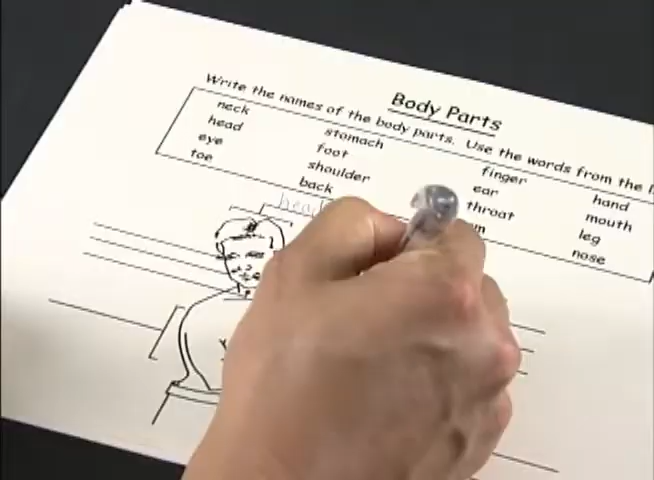 Body Parts
Write the names of the body parts. Use the words from the
neck stomach finger hand
head foot ear mouth
eye shoulder throat leg
toe back nose
head